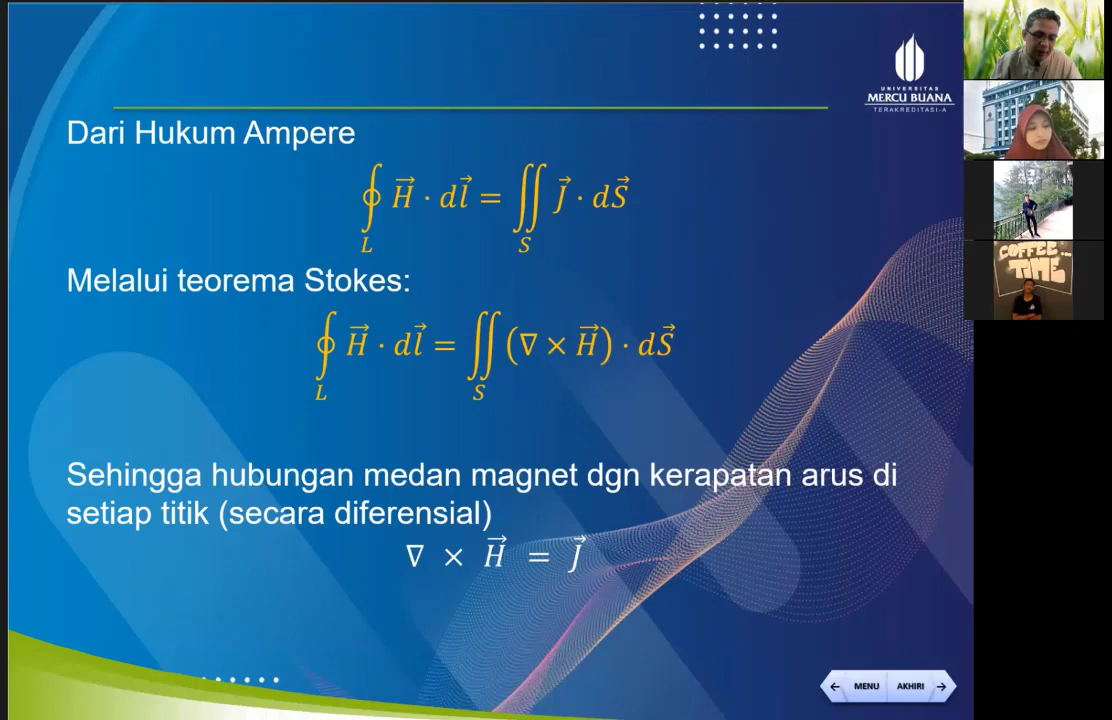 UNIVERSITAS
MERCU BUANA
TERAKREDITASI-A
Dari Hukum Ampere
∮_L H⃗ · dl⃗ = ∬_S J⃗ · dS⃗
Melalui teorema Stokes:
∮_L H⃗ · dl⃗ = ∬_S (∇ × H⃗) · dS⃗
Sehingga hubungan medan magnet dgn kerapatan arus di
setiap titik (secara diferensial)
∇ × H⃗ = J⃗
MENU AKHIRI
COFFEE...
TIME